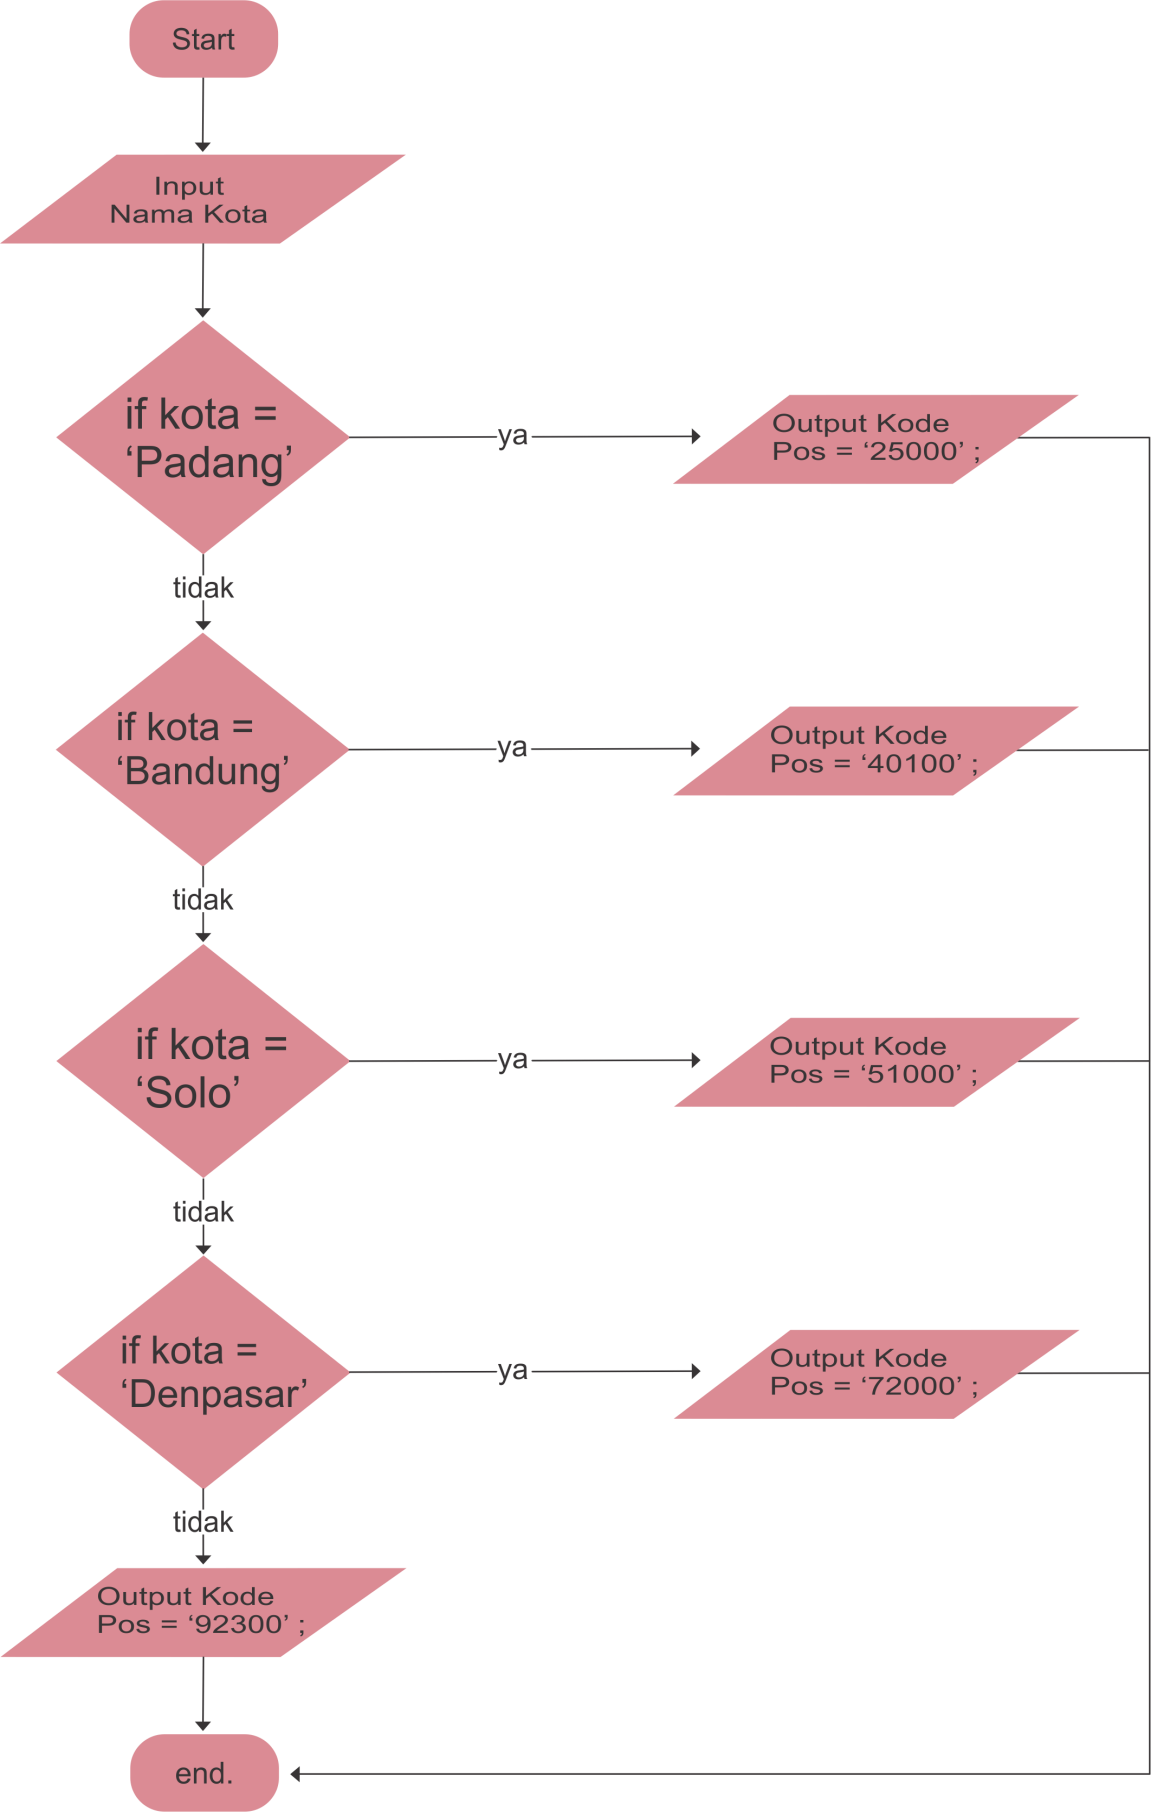 Start
Input
Nama Kota
if kota =
‘Padang’
ya
Output Kode
Pos = ‘25000’ ;
tidak
if kota =
‘Bandung’
ya
Output Kode
Pos = ‘40100’ ;
tidak
if kota =
‘Solo’
ya
Output Kode
Pos = ‘51000’ ;
tidak
if kota =
‘Denpasar’
ya
Output Kode
Pos = ‘72000’ ;
tidak
Output Kode
Pos = ‘92300’ ;
end.